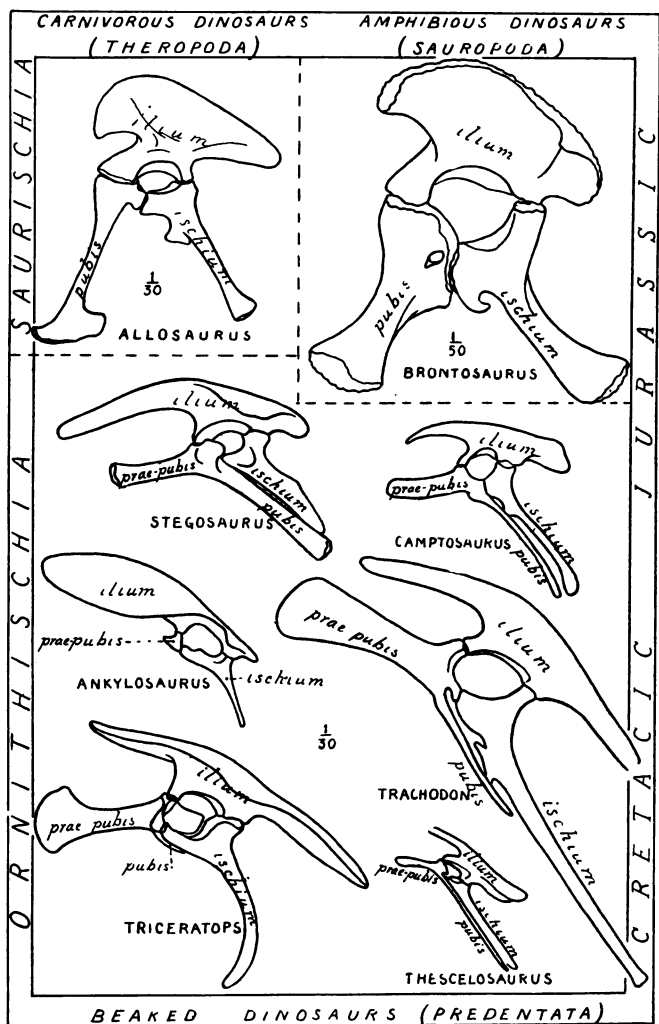 CARNIVOROUS DINOSAURS
(THEROPODA)
AMPHIBIOUS DINOSAURS
(SAUROPODA)
SAURISCHIA
ORNITHISCHIA
JURASSIC
CRETACIC
ilium
pubis
ischium
1/30
ALLOSAURUS
ilium
pubis
ischium
1/50
BRONTOSAURUS
ilium
prae-pubis
ischium
pubis
STEGOSAURUS
ilium
prae-pubis
ischium
pubis
CAMPTOSAURUS
ilium
prae-pubis
ischium
ANKYLOSAURUS
prae pubis
ilium
pubis
ischium
TRACHODON
1/30
ilium
prae pubis
pubis
ischium
TRICERATOPS
ilium
prae-pubis
ischium
pubis
THESCELOSAURUS
BEAKED DINOSAURS (PREDENTATA)